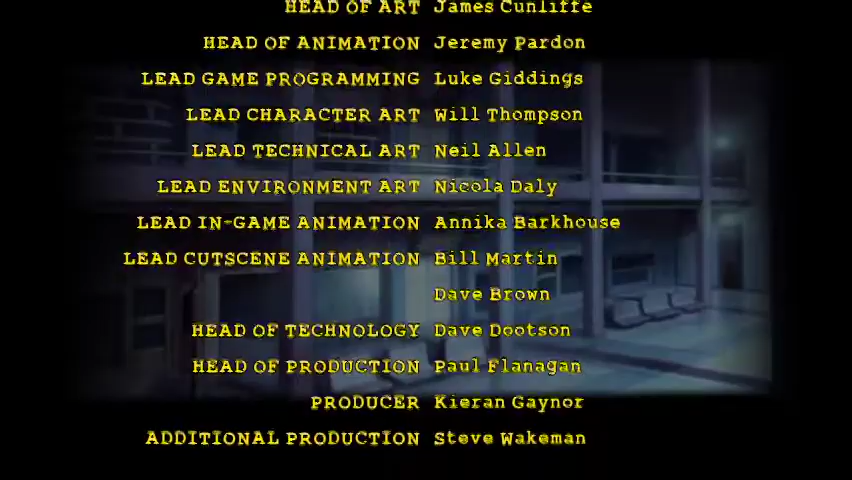 HEAD OF ART James Cunliffe
HEAD OF ANIMATION Jeremy Pardon
LEAD GAME PROGRAMMING Luke Giddings
LEAD CHARACTER ART Will Thompson
LEAD TECHNICAL ART Neil Allen
LEAD ENVIRONMENT ART Nicola Daly
LEAD IN-GAME ANIMATION Annika Barkhouse
LEAD CUTSCENE ANIMATION Bill Martin
Dave Brown
HEAD OF TECHNOLOGY Dave Dootson
HEAD OF PRODUCTION Paul Flanagan
PRODUCER Kieran Gaynor
ADDITIONAL PRODUCTION Steve Wakeman